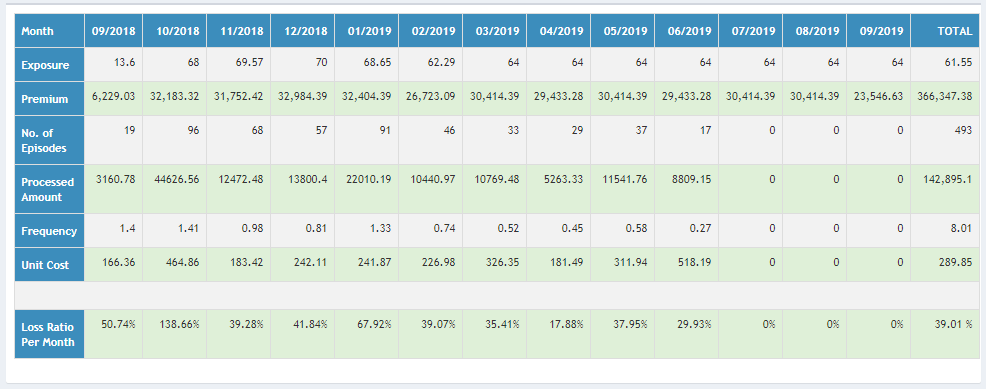 Month 09/2018 10/2018 11/2018 12/2018 01/2019 02/2019 03/2019 04/2019 05/2019 06/2019 07/2019 08/2019 09/2019 TOTAL
Exposure 13.6 68 69.57 70 68.65 62.29 64 64 64 64 64 64 64 61.55
Premium 6,229.03 32,183.32 31,752.42 32,984.39 32,404.39 26,723.09 30,414.39 29,433.28 30,414.39 29,433.28 30,414.39 30,414.39 23,546.63 366,347.38
No. of Episodes 19 96 68 57 91 46 33 29 37 17 0 0 0 493
Processed Amount 3160.78 44626.56 12472.48 13800.4 22010.19 10440.97 10769.48 5263.33 11541.76 8809.15 0 0 0 142,895.1
Frequency 1.4 1.41 0.98 0.81 1.33 0.74 0.52 0.45 0.58 0.27 0 0 0 8.01
Unit Cost 166.36 464.86 183.42 242.11 241.87 226.98 326.35 181.49 311.94 518.19 0 0 0 289.85
Loss Ratio Per Month 50.74% 138.66% 39.28% 41.84% 67.92% 39.07% 35.41% 17.88% 37.95% 29.93% 0% 0% 0% 39.01 %